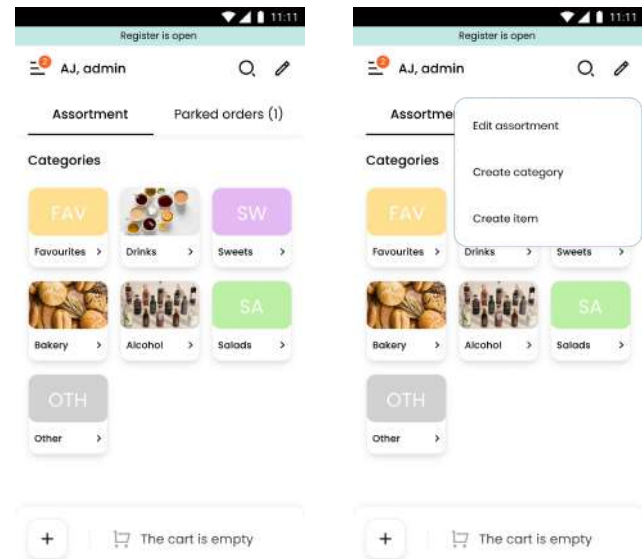 11:11
Register is open
2
AJ, admin
Assortment
Parked orders (1)
Categories
FAV
SW
Favourites >
Drinks >
Sweets >
SA
Bakery >
Alcohol >
Salads >
OTH
Other >
+
The cart is empty
11:11
Register is open
2
AJ, admin
Assortme
Edit assortment
Create category
Create item
Categories
FAV
Favourites >
Drinks >
Sweets >
SA
Bakery >
Alcohol >
Salads >
OTH
Other >
+
The cart is empty